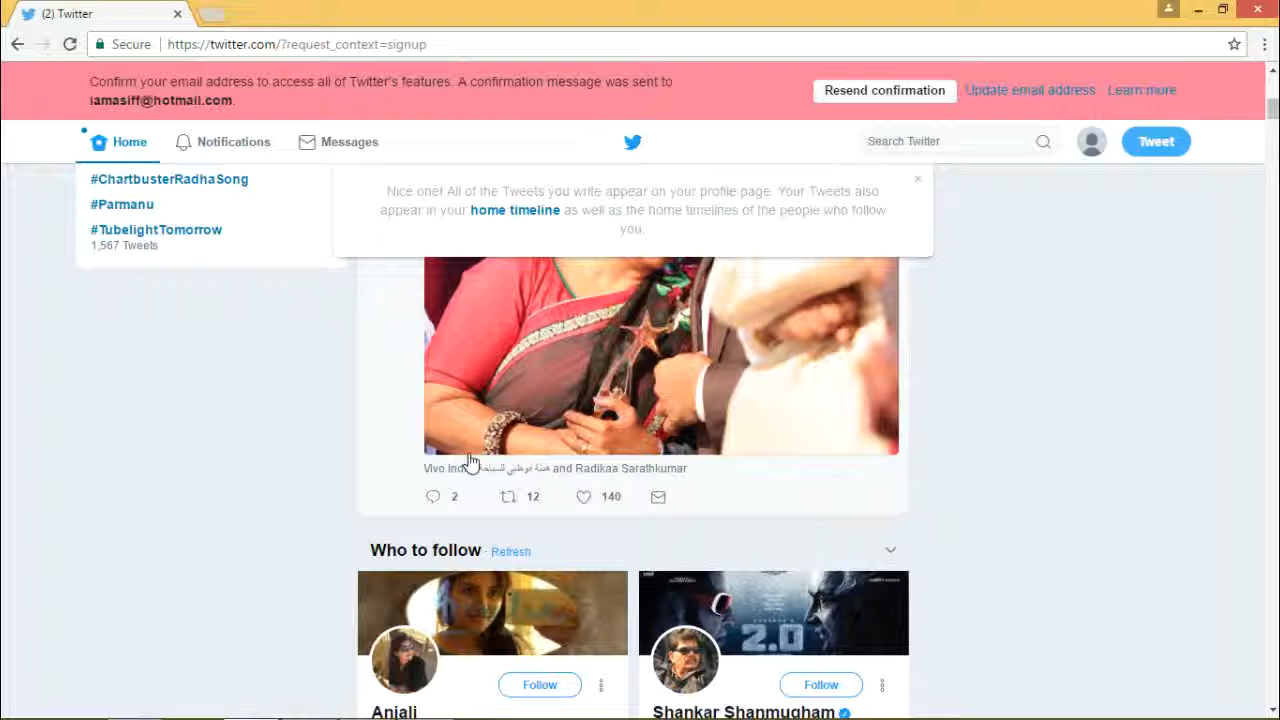 (2) Twitter
Secure https://twitter.com/?request_context=signup
Confirm your email address to access all of Twitter's features. A confirmation message was sent to
iamasiff@hotmail.com.
Resend confirmation
Update email address
Learn more
Home
Notifications
Messages
Search Twitter
Tweet
#ChartbusterRadhaSong
#Parmanu
#TubelightTomorrow
1,567 Tweets
Nice one! All of the Tweets you write appear on your profile page. Your Tweets also
appear in your home timeline as well as the home timelines of the people who follow
you.
Vivo هيئة أبوظبي للسياحة and Radikaa Sarathkumar
2
12
140
Who to follow · Refresh
2.0
Follow
Follow
Anjali
Shankar Shanmugham